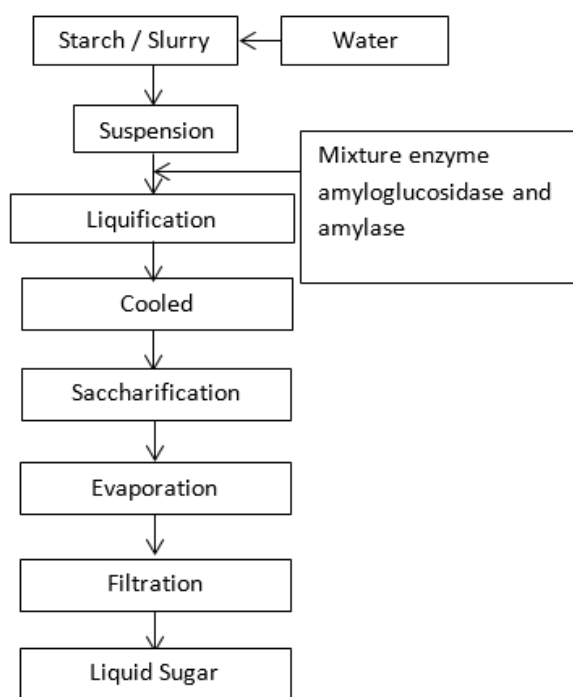 Starch / Slurry
Water
Suspension
Mixture enzyme
amyloglucosidase and
amylase
Liquification
Cooled
Saccharification
Evaporation
Filtration
Liquid Sugar